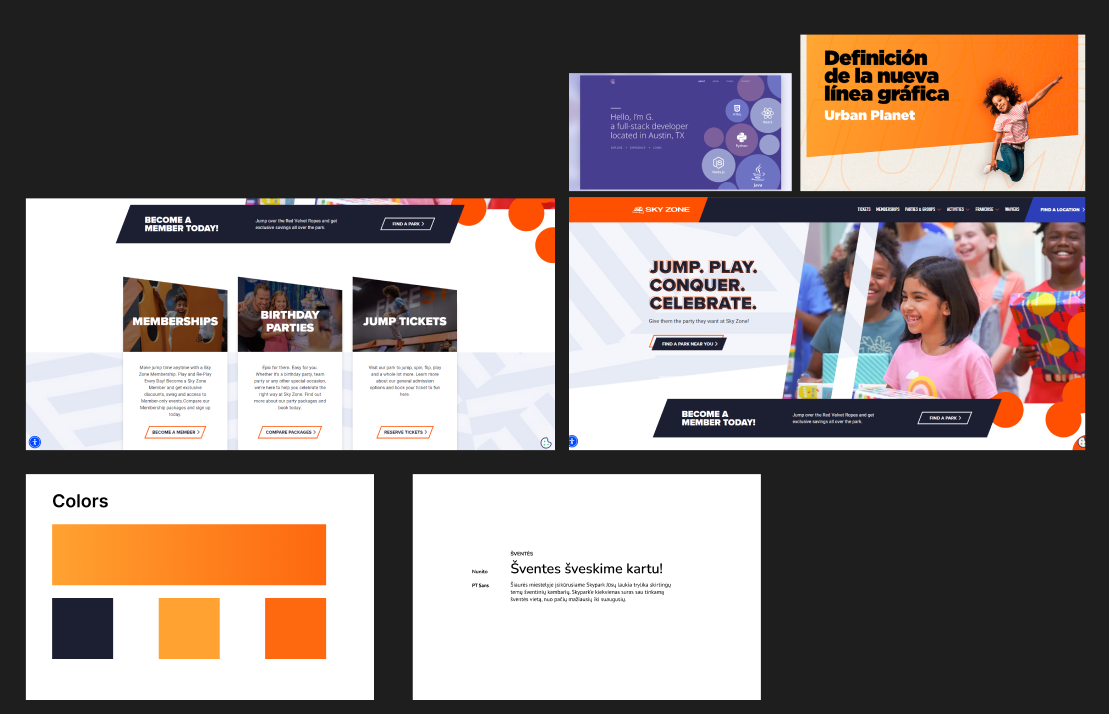 Definición
de la nueva
línea gráfica
Urban Planet
Hello, I'm G.
a full-stack developer
located in Austin, TX
Python
Java
BECOME A
MEMBER TODAY!
Jump over the Red Velvet Ropes and get
exclusive savings all over the park.
FIND A PARK
MEMBERSHIPS
Make jump time anytime with a Sky
Zone Membership. Play and Re-Play
Every Day! Become a Sky Zone
Member and get exclusive
discounts, swag and access to
Member-only events.Compare our
Membership packages and sign up
today.
BECOME A MEMBER
BIRTHDAY
PARTIES
Epic for them. Easy for you.
Whether it's a birthday party, team
party or any other special occasion,
we're here to help you celebrate the
right way at Sky Zone. Find out
more about our party packages and
book today.
COMPARE PACKAGES
JUMP TICKETS
Visit our park to jump, spin, flip, play
and a whole lot more. Learn more
about our general admission
options and book your ticket to fun
here.
RESERVE TICKETS
SKY ZONE
TICKETS MEMBERSHIPS PARTIES & GROUPS ACTIVITIES FRANCHISE WAIVERS FIND A LOCATION
JUMP. PLAY.
CONQUER.
CELEBRATE.
Give them the party they want at Sky Zone!
FIND A PARK NEAR YOU
BECOME A
MEMBER TODAY!
Jump over the Red Velvet Ropes and get
exclusive savings all over the park.
FIND A PARK
Colors
ŠVENTĖS
Nunito
Šventes švęskime kartu!
PT Sans
Šiaurės miestelyje įsikūrusiame Skypark Jūsų laukia trylika skirtingų
temų šventinių kambarių. Skypark'e kiekvienas suras sau tinkamą
šventės vietą, nuo pačių mažiausių iki suaugusių.